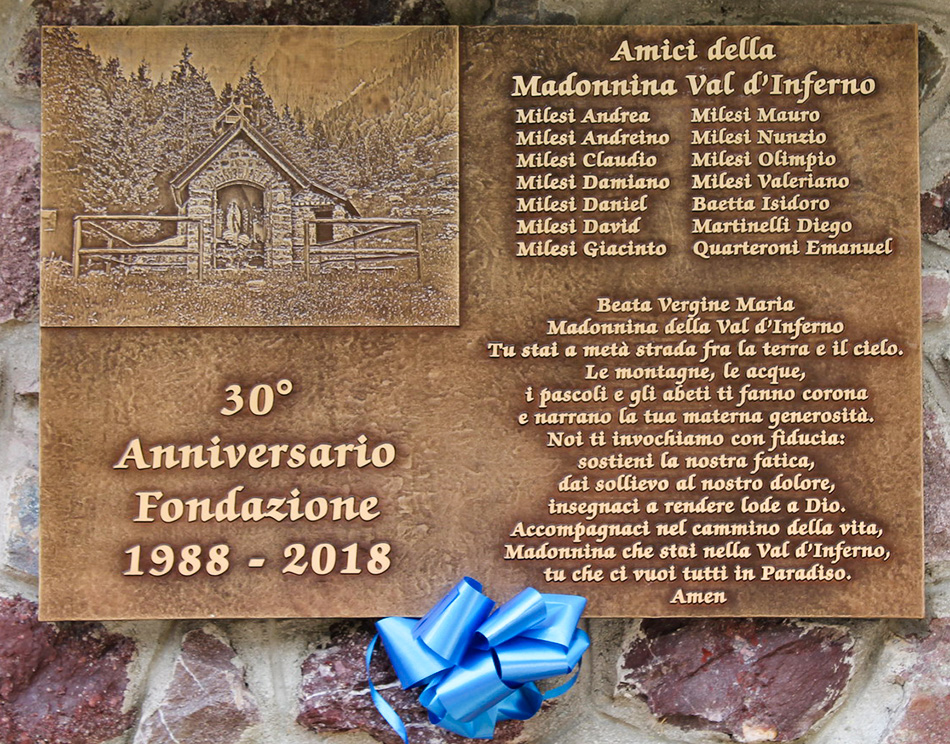 Amici della
Madonnina Val d'Inferno
Milesi Andrea Milesi Mauro
Milesi Andreino Milesi Nunzio
Milesi Claudio Milesi Olimpio
Milesi Damiano Milesi Valeriano
Milesi Daniel Baetta Isidoro
Milesi David Martinelli Diego
Milesi Giacinto Quarteroni Emanuel
Beata Vergine Maria
Madonnina della Val d'Inferno
Tu stai a metà strada fra la terra e il cielo.
Le montagne, le acque,
i pascoli e gli abeti ti fanno corona
e narrano la tua materna generosità.
Noi ti invochiamo con fiducia:
sostieni la nostra fatica,
dai sollievo al nostro dolore,
insegnaci a rendere lode a Dio.
Accompagnaci nel cammino della vita,
Madonnina che stai nella Val d'Inferno,
tu che ci vuoi tutti in Paradiso.
Amen
30°
Anniversario
Fondazione
1988 - 2018